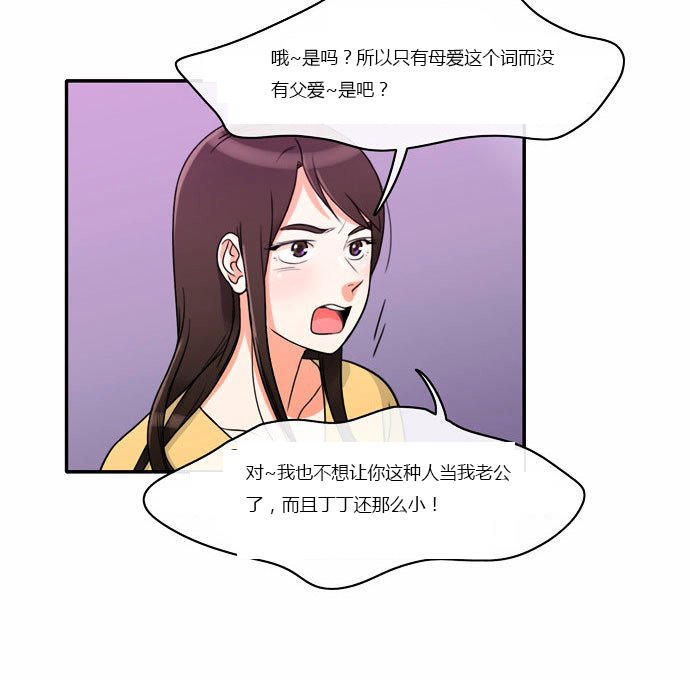 哦~是吗？所以只有母爱这个词而没
有父爱~是吧？
对~我也不想让你这种人当我老公
了，而且丁丁还那么小！